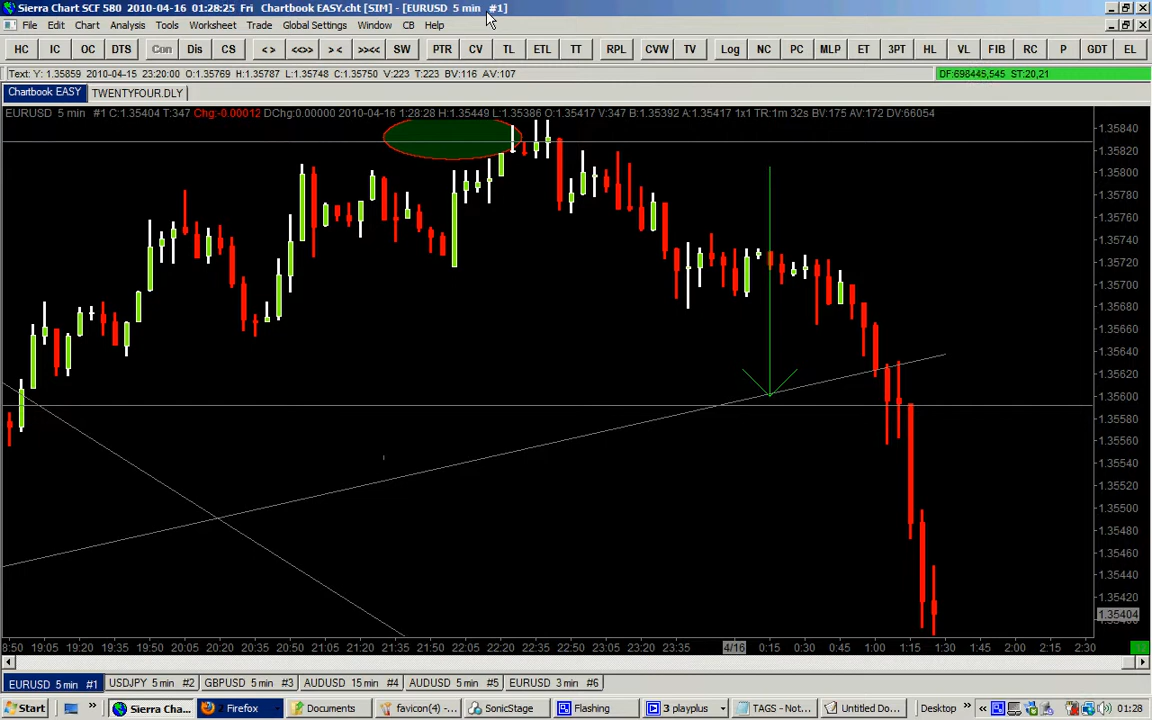 Sierra Chart SCF 580 2010-04-16 01:28:25 Fri Chartbook EASY.cht [SIM] - [EURUSD 5 min #1]
File Edit Chart Analysis Tools Worksheet Trade Global Settings Window CB Help
HC IC OC DTS Con Dis CS < > <<>> > < >><< SW PTR CV TL ETL TT RPL CVW TV Log NC PC MLP ET 3PT HL VL FIB RC P GDT EL
Text: Y: 1.35859 2010-04-15 23:20:00 O:1.35769 H:1.35787 L:1.35748 C:1.35750 V:223 T:223 BV:116 AV:107 DF:698445,545 ST:20,21
Chartbook EASY TWENTYFOUR.DLY
EURUSD 5 min #1 C:1.35404 T:347 Chg:-0.00012 DChg:0.00000 2010-04-16 1:28:28 H:1.35449 L:1.35386 O:1.35417 V:347 B:1.35392 A:1.35417 1x1 TR:1m 32s BV:175 AV:172 DV:66054
1.35840
1.35820
1.35800
1.35780
1.35760
1.35740
1.35720
1.35700
1.35680
1.35660
1.35640
1.35620
1.35600
1.35580
1.35560
1.35540
1.35520
1.35500
1.35480
1.35460
1.35440
1.35420
1.35404
8:50 19:05 19:20 19:35 19:50 20:05 20:20 20:35 20:50 21:05 21:20 21:35 21:50 22:05 22:20 22:35 22:50 23:05 23:20 23:35 4/16 0:15 0:30 0:45 1:00 1:15 1:30 1:45 2:00 2:15 2:30
EURUSD 5 min #1 USDJPY 5 min #2 GBPUSD 5 min #3 AUDUSD 15 min #4 AUDUSD 5 min #5 EURUSD 3 min #6
Start Sierra Cha... 2 Firefox Documents favicon(4) -... SonicStage Flashing 3 playplus TAGS - Not... Untitled Do... Desktop 01:28